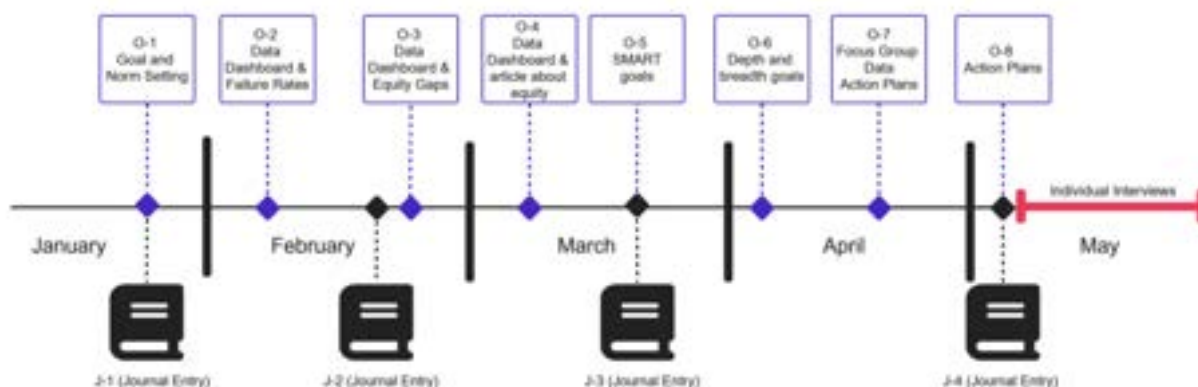 O-1
Goal and
Norm Setting
O-2
Data
Dashboard &
Failure Rates
O-3
Data
Dashboard &
Equity Gaps
O-4
Data
Dashboard &
article about
equity
O-5
SMART
goals
O-6
Depth and
breadth goals
O-7
Focus Group
Data
Action Plans
O-8
Action Plans
Individual Interviews
January
February
March
April
May
J-1 (Journal Entry)
J-2 (Journal Entry)
J-3 (Journal Entry)
J-4 (Journal Entry)